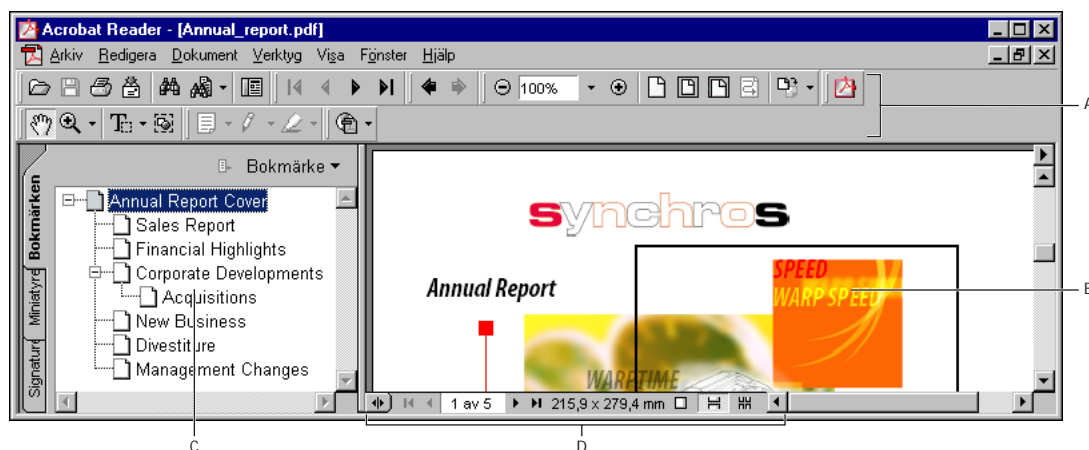 Acrobat Reader - [Annual_report.pdf]
Arkiv Redigera Dokument Verktyg Visa Fönster Hjälp
100%
A
Bokmärke
Bokmärken
Miniatyre
Signature
Annual Report Cover
Sales Report
Financial Highlights
Corporate Developments
Acquisitions
New Business
Divestiture
Management Changes
synchros
Annual Report
SPEED
WARP SPEED
WARPTIME
B
1 av 5 215,9 x 279,4 mm
C
D